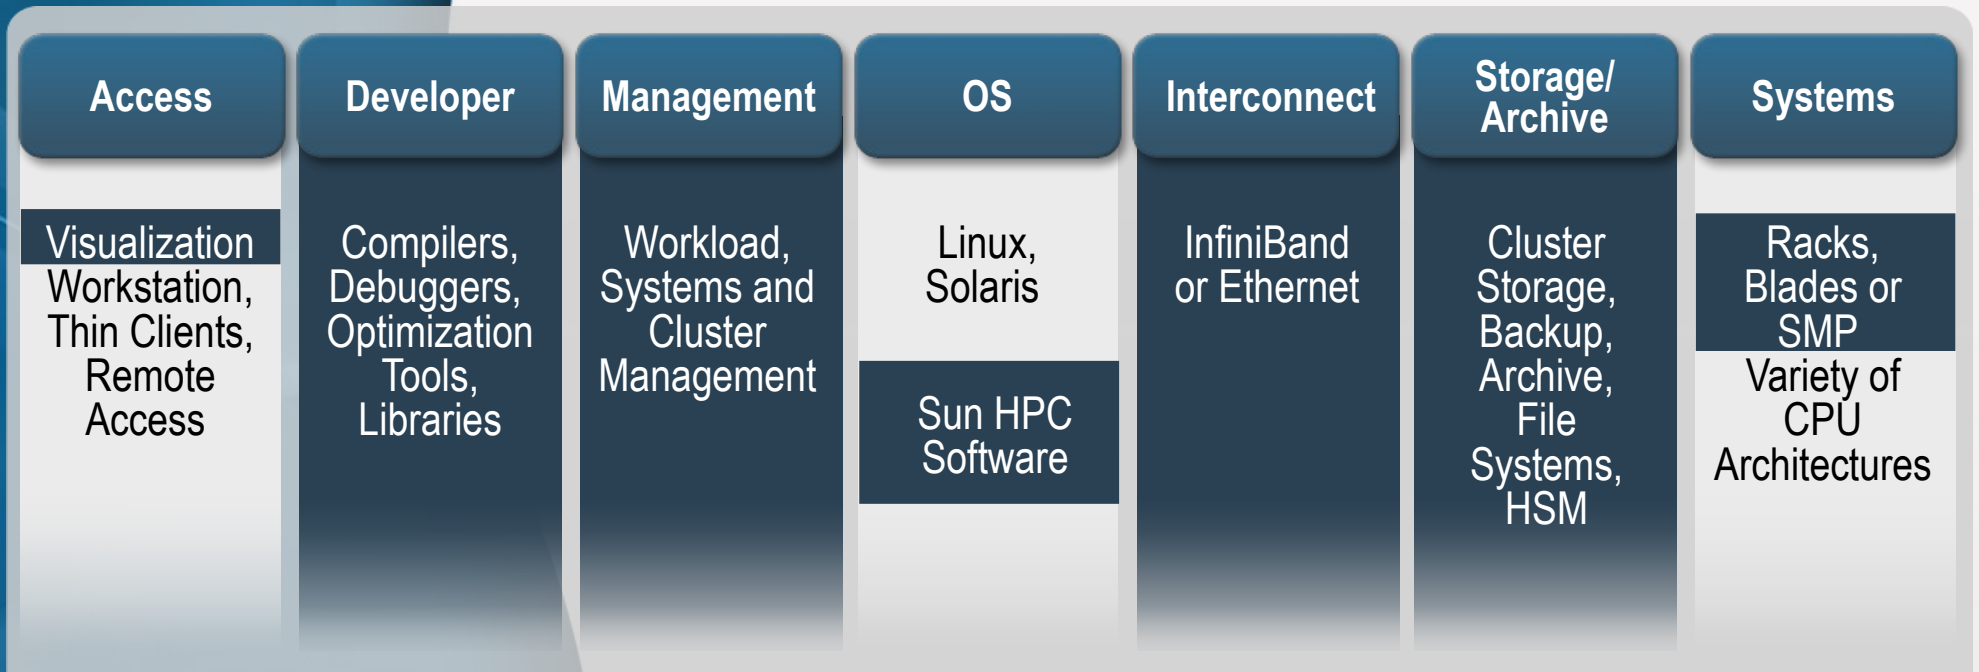 Access
Visualization
Workstation,
Thin Clients,
Remote
Access
Developer
Compilers,
Debuggers,
Optimization
Tools,
Libraries
Management
Workload,
Systems and
Cluster
Management
OS
Linux,
Solaris
Sun HPC
Software
Interconnect
InfiniBand
or Ethernet
Storage/
Archive
Cluster
Storage,
Backup,
Archive,
File
Systems,
HSM
Systems
Racks,
Blades or
SMP
Variety of
CPU
Architectures